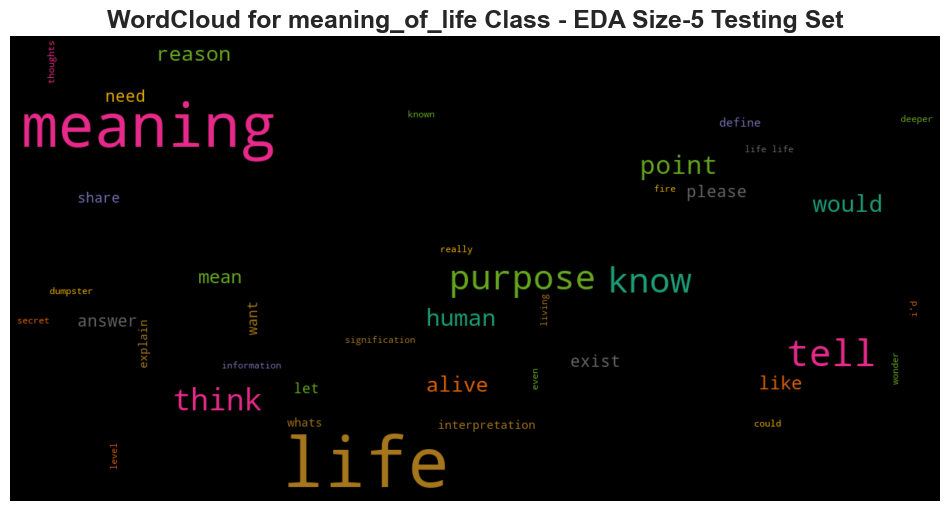 WordCloud for meaning_of_life Class - EDA Size-5 Testing Set
thoughts
reason
need
meaning
known
define
deeper
life life
point
fire
please
share
would
really
mean
purpose
know
dumpster
living
i'd
secret
answer
explain
want
human
signification
tell
information
exist
wonder
let
alive
even
like
think
whats
interpretation
could
level
life